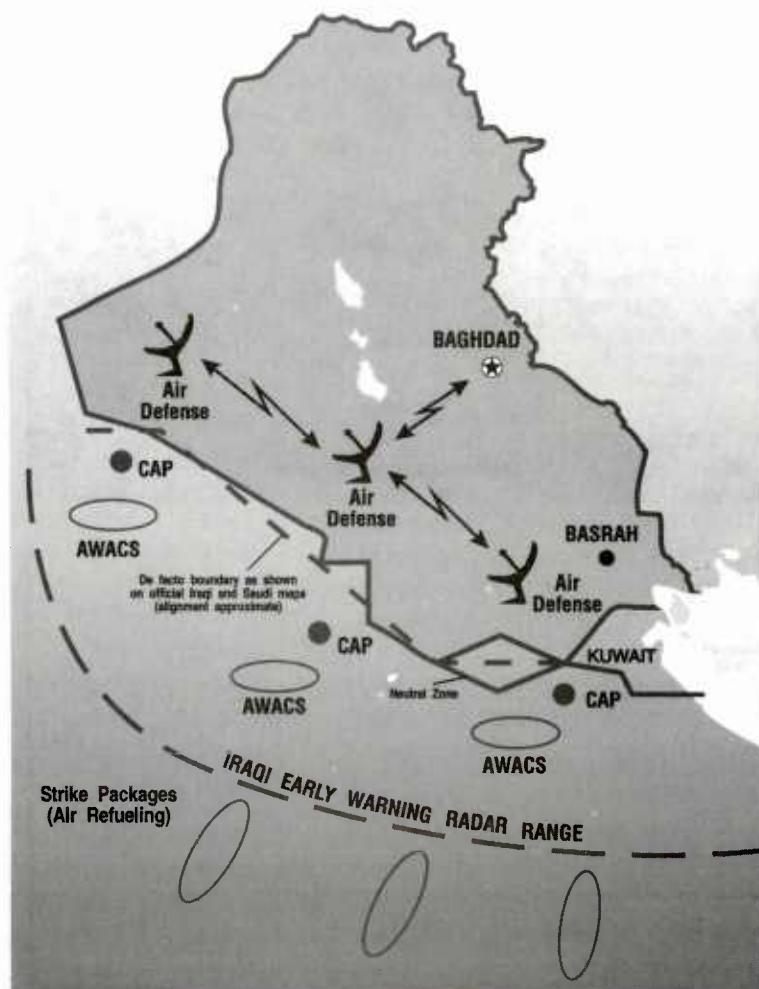 BAGHDAD
Air
Defense
Air
Defense
CAP
AWACS
BASRAH
Air
Defense
De facto boundary as shown
on official Iraqi and Saudi maps
(alignment approximate)
CAP
KUWAIT
Neutral Zone
CAP
AWACS
AWACS
IRAQI EARLY WARNING RADAR RANGE
Strike Packages
(Air Refueling)